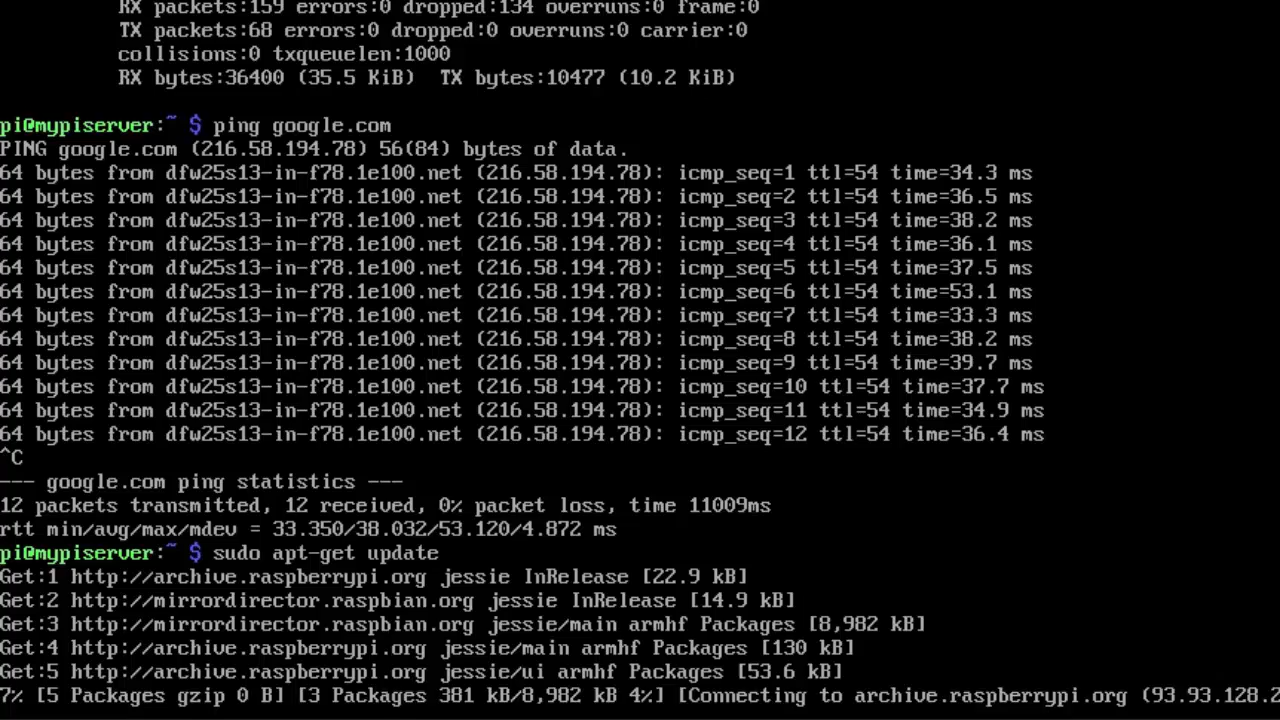 RX packets:159 errors:0 dropped:134 overruns:0 frame:0
TX packets:68 errors:0 dropped:0 overruns:0 carrier:0
collisions:0 txqueuelen:1000
RX bytes:36400 (35.5 KiB)  TX bytes:10477 (10.2 KiB)
pi@mypiserver:~ $ ping google.com
PING google.com (216.58.194.78) 56(84) bytes of data.
64 bytes from dfw25s13-in-f78.1e100.net (216.58.194.78): icmp_seq=1 ttl=54 time=34.3 ms
64 bytes from dfw25s13-in-f78.1e100.net (216.58.194.78): icmp_seq=2 ttl=54 time=36.5 ms
64 bytes from dfw25s13-in-f78.1e100.net (216.58.194.78): icmp_seq=3 ttl=54 time=38.2 ms
64 bytes from dfw25s13-in-f78.1e100.net (216.58.194.78): icmp_seq=4 ttl=54 time=36.1 ms
64 bytes from dfw25s13-in-f78.1e100.net (216.58.194.78): icmp_seq=5 ttl=54 time=37.5 ms
64 bytes from dfw25s13-in-f78.1e100.net (216.58.194.78): icmp_seq=6 ttl=54 time=53.1 ms
64 bytes from dfw25s13-in-f78.1e100.net (216.58.194.78): icmp_seq=7 ttl=54 time=33.3 ms
64 bytes from dfw25s13-in-f78.1e100.net (216.58.194.78): icmp_seq=8 ttl=54 time=38.2 ms
64 bytes from dfw25s13-in-f78.1e100.net (216.58.194.78): icmp_seq=9 ttl=54 time=39.7 ms
64 bytes from dfw25s13-in-f78.1e100.net (216.58.194.78): icmp_seq=10 ttl=54 time=37.7 ms
64 bytes from dfw25s13-in-f78.1e100.net (216.58.194.78): icmp_seq=11 ttl=54 time=34.9 ms
64 bytes from dfw25s13-in-f78.1e100.net (216.58.194.78): icmp_seq=12 ttl=54 time=36.4 ms
^C
--- google.com ping statistics ---
12 packets transmitted, 12 received, 0% packet loss, time 11009ms
rtt min/avg/max/mdev = 33.350/38.032/53.120/4.872 ms
pi@mypiserver:~ $ sudo apt-get update
Get:1 http://archive.raspberrypi.org jessie InRelease [22.9 kB]
Get:2 http://mirrordirector.raspbian.org jessie InRelease [14.9 kB]
Get:3 http://mirrordirector.raspbian.org jessie/main armhf Packages [8,982 kB]
Get:4 http://archive.raspberrypi.org jessie/main armhf Packages [130 kB]
Get:5 http://archive.raspberrypi.org jessie/ui armhf Packages [53.6 kB]
7% [5 Packages gzip 0 B] [3 Packages 381 kB/8,982 kB 4%] [Connecting to archive.raspberrypi.org (93.93.128.2